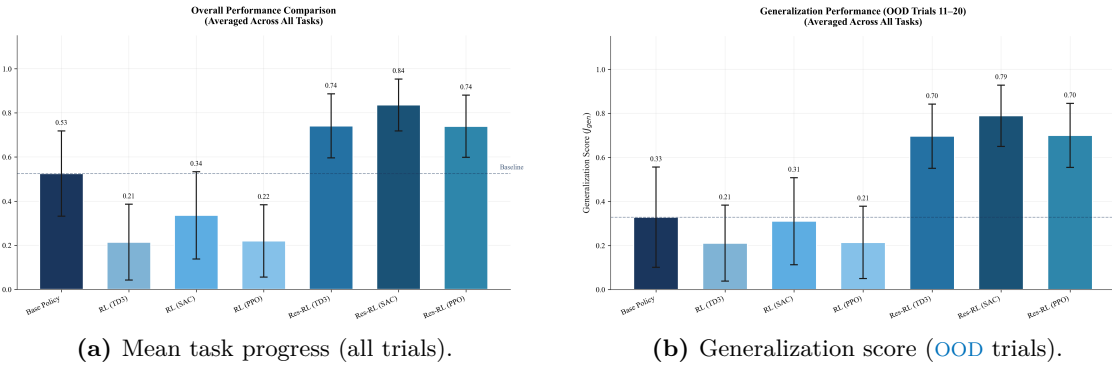 Overall Performance Comparison
(Averaged Across All Tasks)
1.0
0.8
0.6
0.4
0.2
0.0
0.53
0.21
0.34
0.22
0.74
0.84
0.74
Baseline
Base Policy
RL (TD3)
RL (SAC)
RL (PPO)
Res-RL (TD3)
Res-RL (SAC)
Res-RL (PPO)
(a) Mean task progress (all trials).
Generalization Performance (OOD Trials 11–20)
(Averaged Across All Tasks)
Generalization Score (Jgen)
1.0
0.8
0.6
0.4
0.2
0.0
0.33
0.21
0.31
0.21
0.70
0.79
0.70
Base Policy
RL (TD3)
RL (SAC)
RL (PPO)
Res-RL (TD3)
Res-RL (SAC)
Res-RL (PPO)
(b) Generalization score (OOD trials).